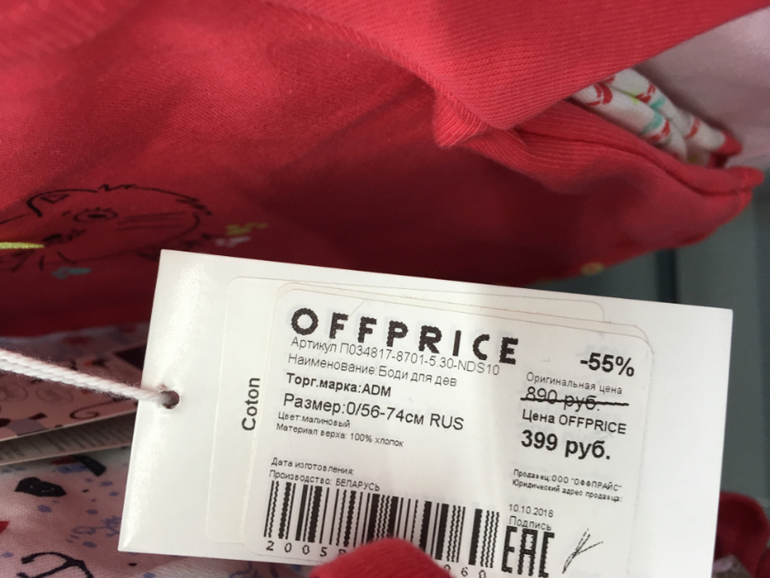 OFFPRICE
Артикул П034817-8701-5.30-NDS10
Наименование:Боди для дев
Торг.марка:ADM
Размер:0/56-74см RUS
Цвет:малиновый
Материал верха: 100% хлопок
-55%
Оригинальная цена
890 руб.
Цена OFFPRICE
399 руб.
Coton
Дата изготовления:
Производство: БЕЛАРУСЬ
Продавец:ООО "ОФФПРАЙС"
Юридический адрес продавца:
10.10.2018
Подпись
EAC